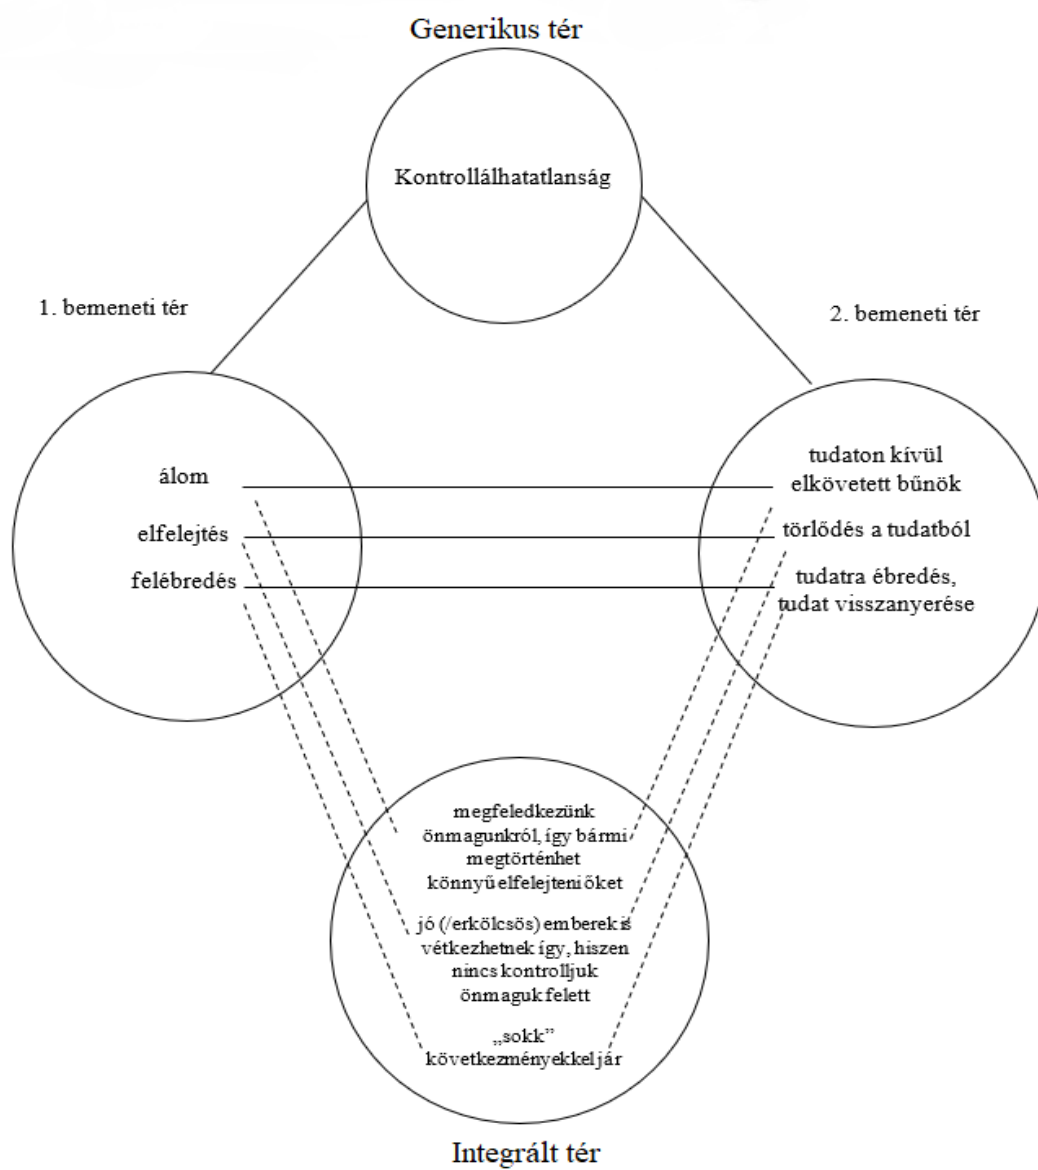 Generikus tér
Kontrollálhatatlanság
1. bemeneti tér
2. bemeneti tér
álom
elfelejtés
felébredés
tudaton kívül
elkövetett bűnök
törlődés a tudatból
tudatra ébredés,
tudat visszanyerése
megfeledkezünk
önmagunkról, így bármi
megtörténhet
könnyű elfelejteni őket
jó (/erkölcsös) emberek is
vétkezhetnek így, hiszen
nincs kontrolljuk
önmaguk felett
„sokk”
következményekkel jár
Integrált tér